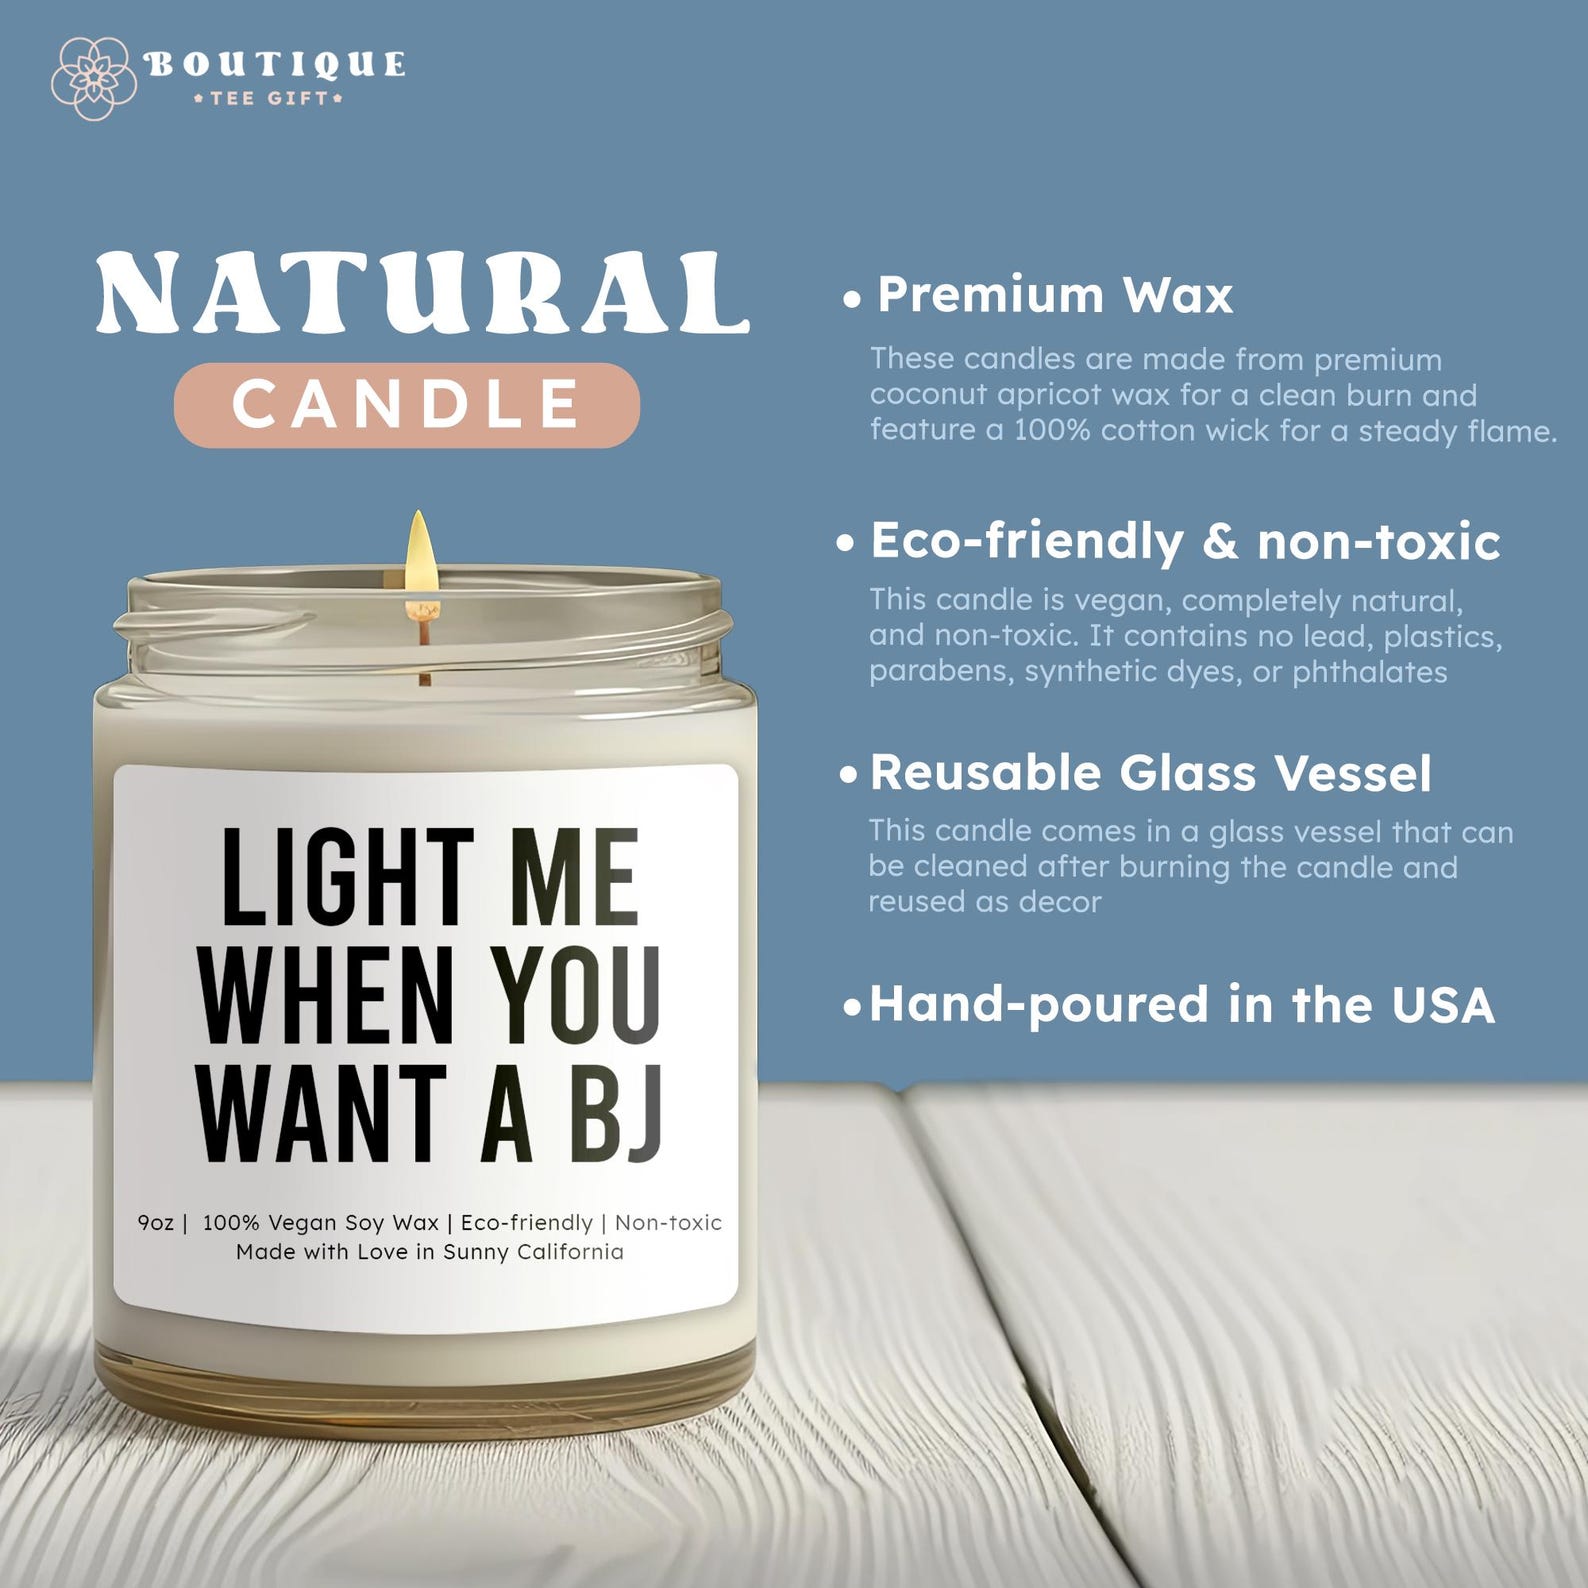 BOUTIQUE
TEE GIFT
NATURAL
CANDLE
LIGHT ME
WHEN YOU
WANT A BJ
9oz | 100% Vegan Soy Wax | Eco-friendly | Non-toxic
Made with Love in Sunny California
• Premium Wax
These candles are made from premium
coconut apricot wax for a clean burn and
feature a 100% cotton wick for a steady flame.
• Eco-friendly & non-toxic
This candle is vegan, completely natural,
and non-toxic. It contains no lead, plastics,
parabens, synthetic dyes, or phthalates
• Reusable Glass Vessel
This candle comes in a glass vessel that can
be cleaned after burning the candle and
reused as decor
• Hand-poured in the USA